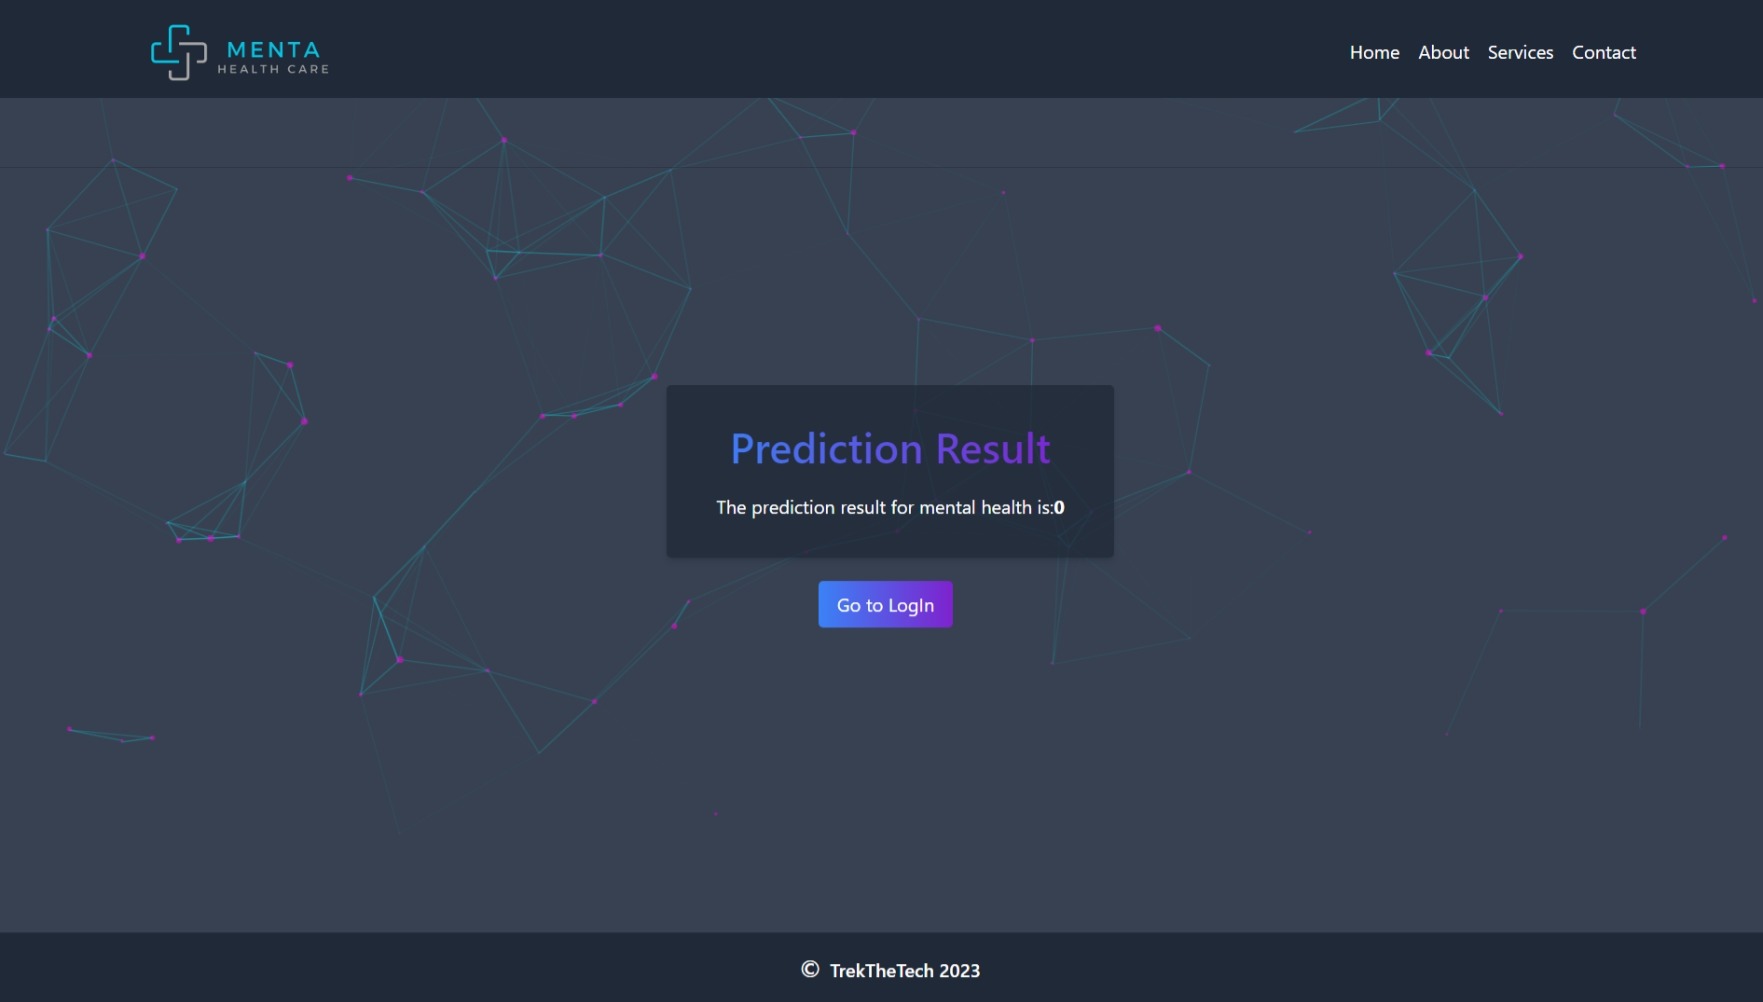 MENTA
HEALTH CARE
Home About Services Contact
Prediction Result
The prediction result for mental health is:0
Go to LogIn
© TrekTheTech 2023